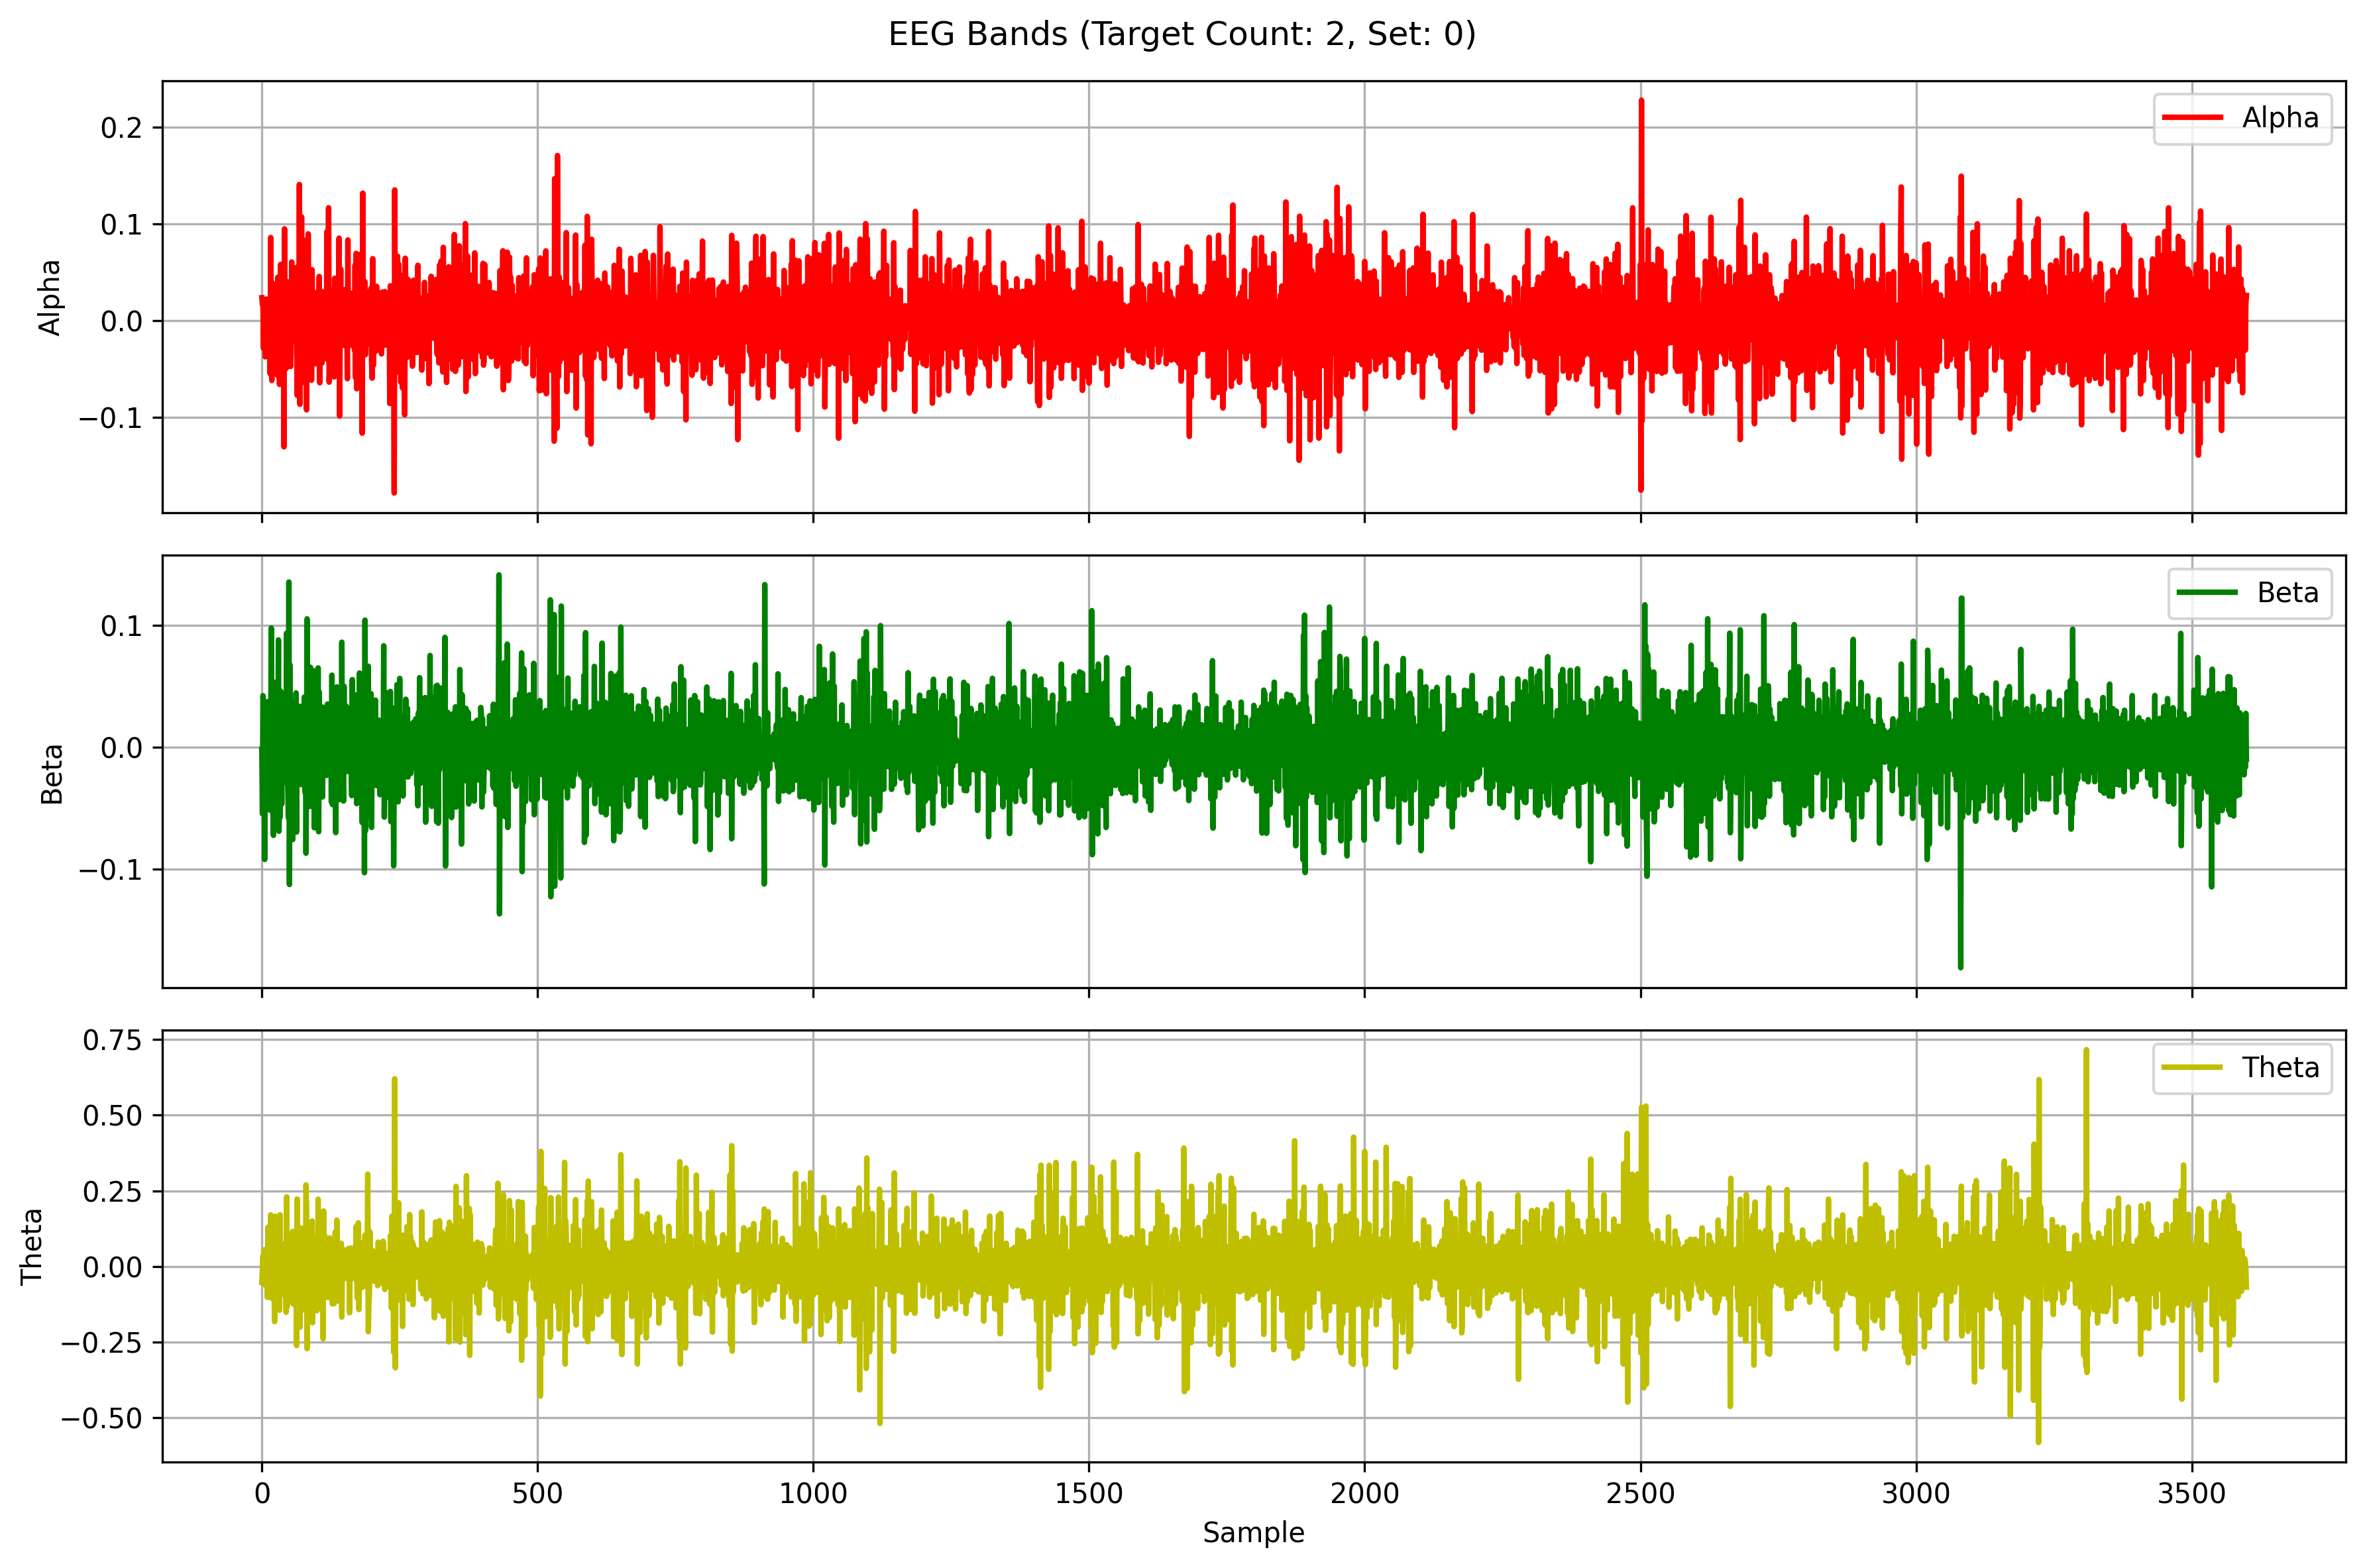 EEG Bands (Target Count: 2, Set: 0)
Alpha
0.2
0.1
0.0
−0.1
Alpha
Beta
0.1
0.0
−0.1
Beta
Theta
0.75
0.50
0.25
0.00
−0.25
−0.50
Theta
0 500 1000 1500 2000 2500 3000 3500
Sample